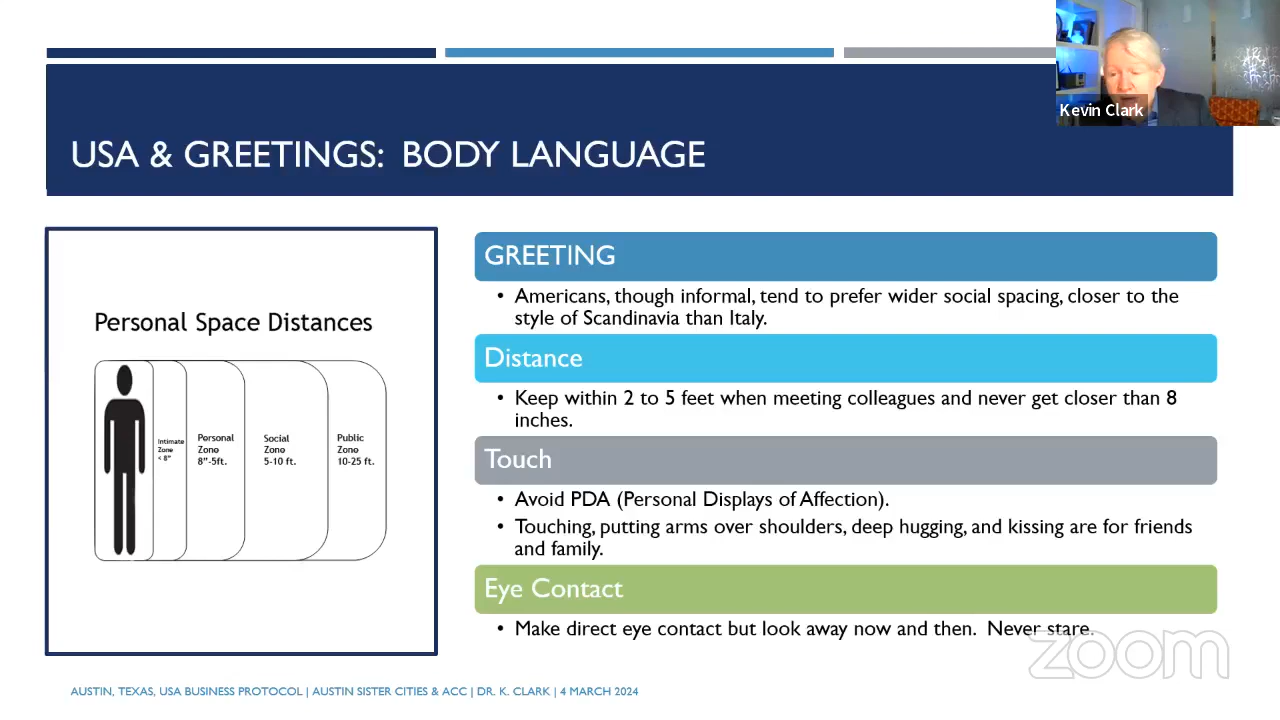 Kevin Clark
USA & GREETINGS: BODY LANGUAGE
Personal Space Distances
Intimate
Zone
< 8”
Personal
Zono
8”-5ft.
Social
Zono
5-10 ft.
Public
Zono
10-25 ft.
GREETING
• Americans, though informal, tend to prefer wider social spacing, closer to the
style of Scandinavia than Italy.
Distance
• Keep within 2 to 5 feet when meeting colleagues and never get closer than 8
inches.
Touch
• Avoid PDA (Personal Displays of Affection).
• Touching, putting arms over shoulders, deep hugging, and kissing are for friends
and family.
Eye Contact
• Make direct eye contact but look away now and then. Never stare.
zoom
AUSTIN, TEXAS, USA BUSINESS PROTOCOL | AUSTIN SISTER CITIES & ACC | DR. K. CLARK | 4 MARCH 2024